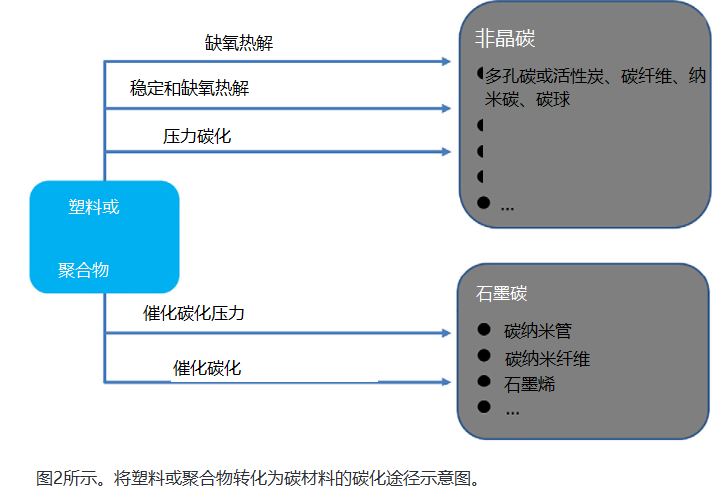 缺氧热解
稳定和缺氧热解
压力碳化
非晶碳
多孔碳或活性炭、碳纤维、纳
米碳、碳球
...
塑料或
聚合物
催化碳化压力
催化碳化
石墨碳
碳纳米管
碳纳米纤维
石墨烯
...
图2所示。将塑料或聚合物转化为碳材料的碳化途径示意图。